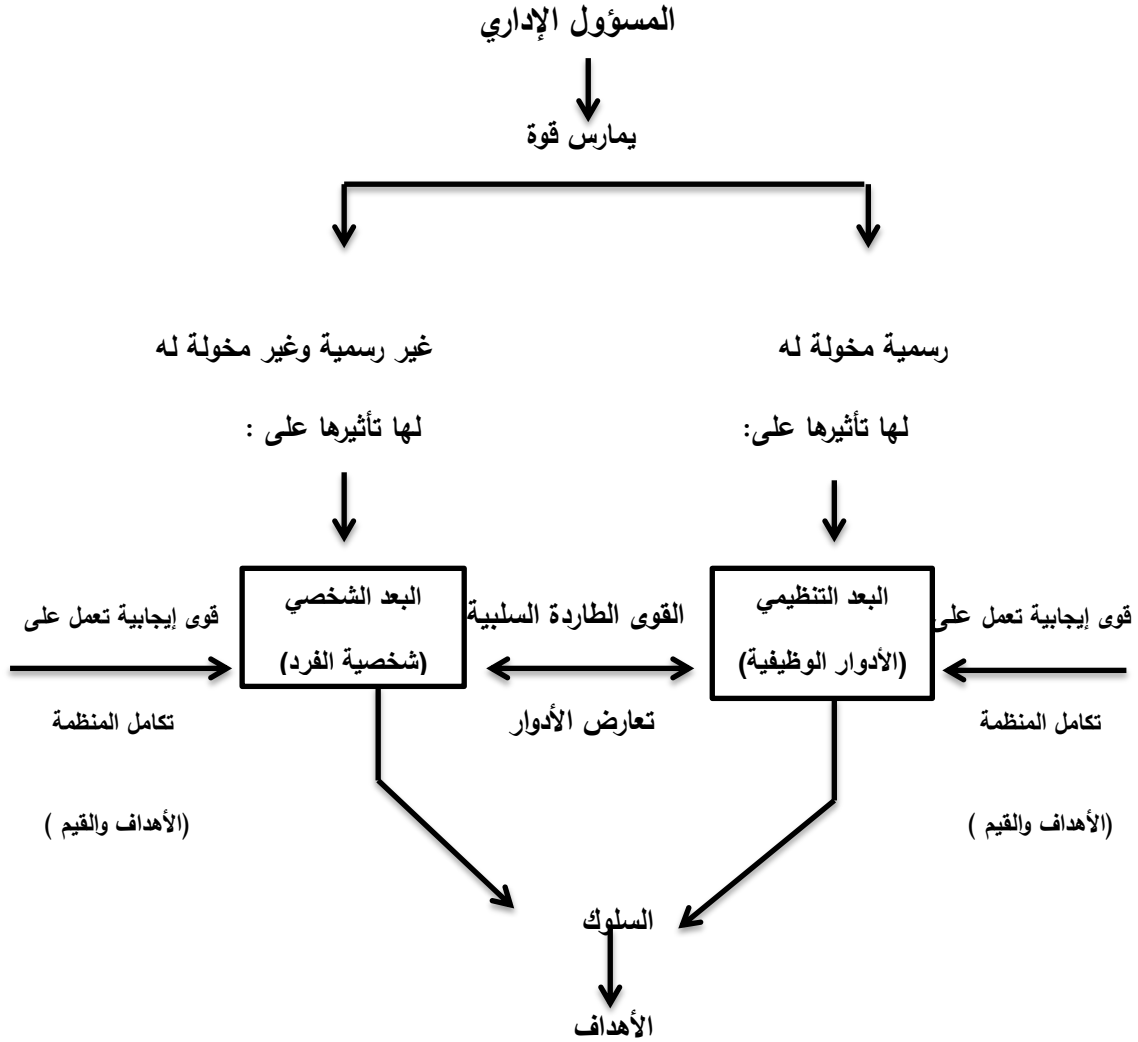 المسؤول الإداري
يمارس قوة
رسمية مخولة له
غير رسمية وغير مخولة له
لها تأثيرها على:
لها تأثيرها على :
قوى إيجابية تعمل على
البعد التنظيمي
القوى الطاردة السلبية
البعد الشخصي
قوى إيجابية تعمل على
(الأدوار الوظيفية)
(شخصية الفرد)
تكامل المنظمة
تعارض الأدوار
تكامل المنظمة
(الأهداف والقيم )
(الأهداف والقيم )
السلوك
الأهداف